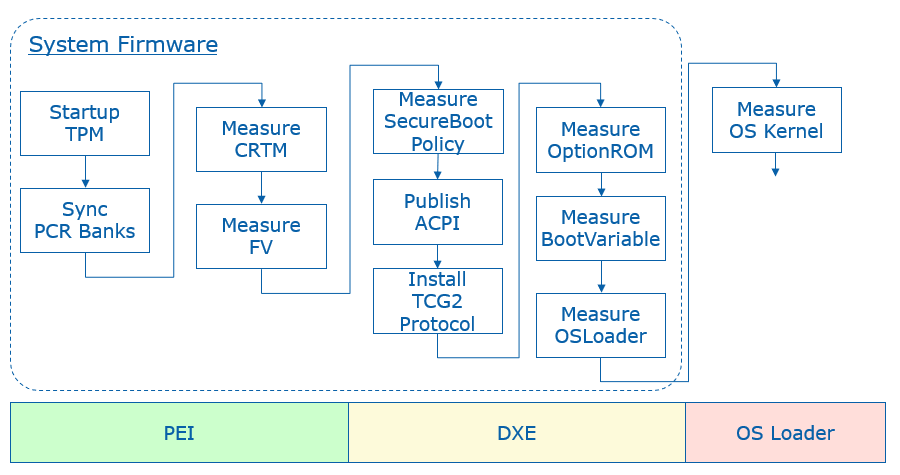 System Firmware
Startup
TPM
Sync
PCR Banks
Measure
CRTM
Measure
FV
Measure
SecureBoot
Policy
Publish
ACPI
Install
TCG2
Protocol
Measure
OptionROM
Measure
BootVariable
Measure
OSLoader
Measure
OS Kernel
PEI
DXE
OS Loader